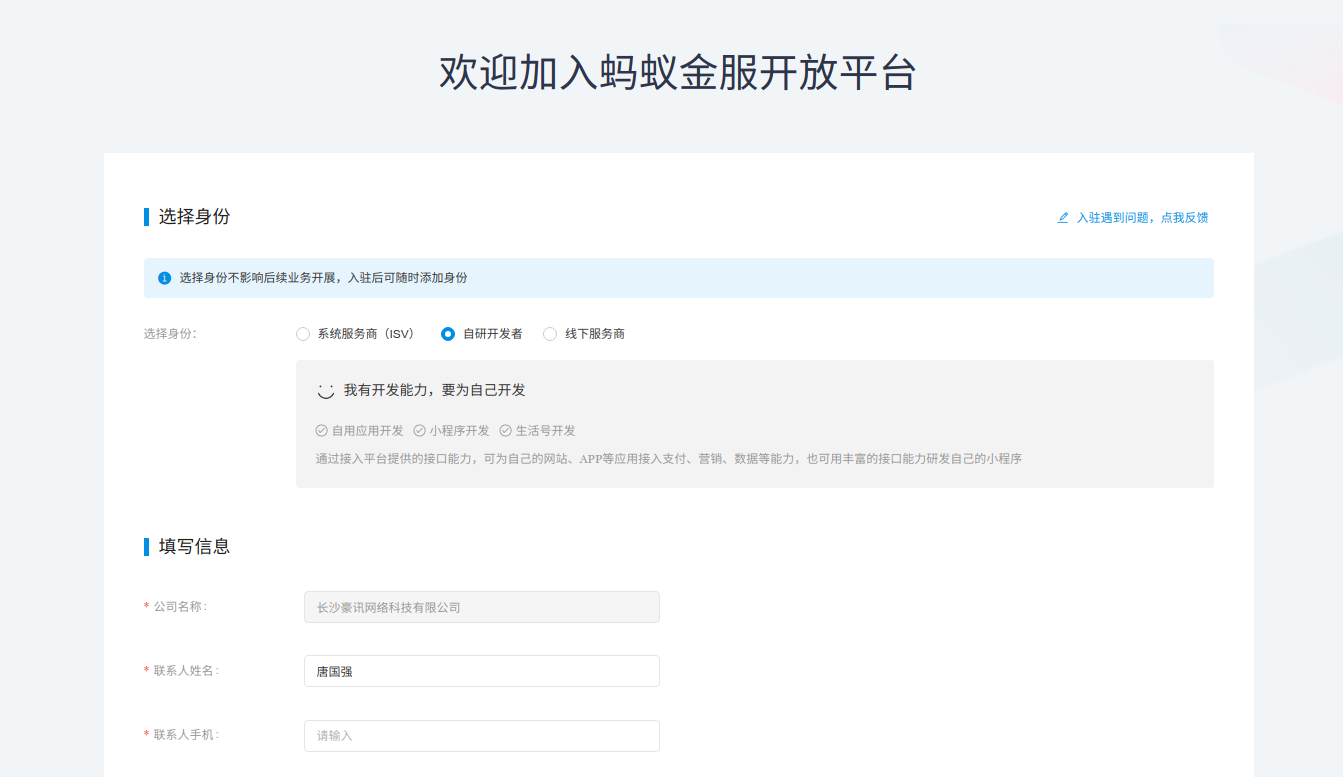 欢迎加入蚂蚁金服开放平台
选择身份
入驻遇到问题，点我反馈
选择身份不影响后续业务开展，入驻后可随时添加身份
选择身份： 系统服务商（ISV） 自研开发者 线下服务商
我有开发能力，要为自己开发
自用应用开发 小程序开发 生活号开发
通过接入平台提供的接口能力，可为自己的网站、APP等应用接入支付、营销、数据等能力，也可用丰富的接口能力研发自己的小程序
填写信息
* 公司名称： 长沙豪讯网络科技有限公司
* 联系人姓名： 唐国强
* 联系人手机： 请输入